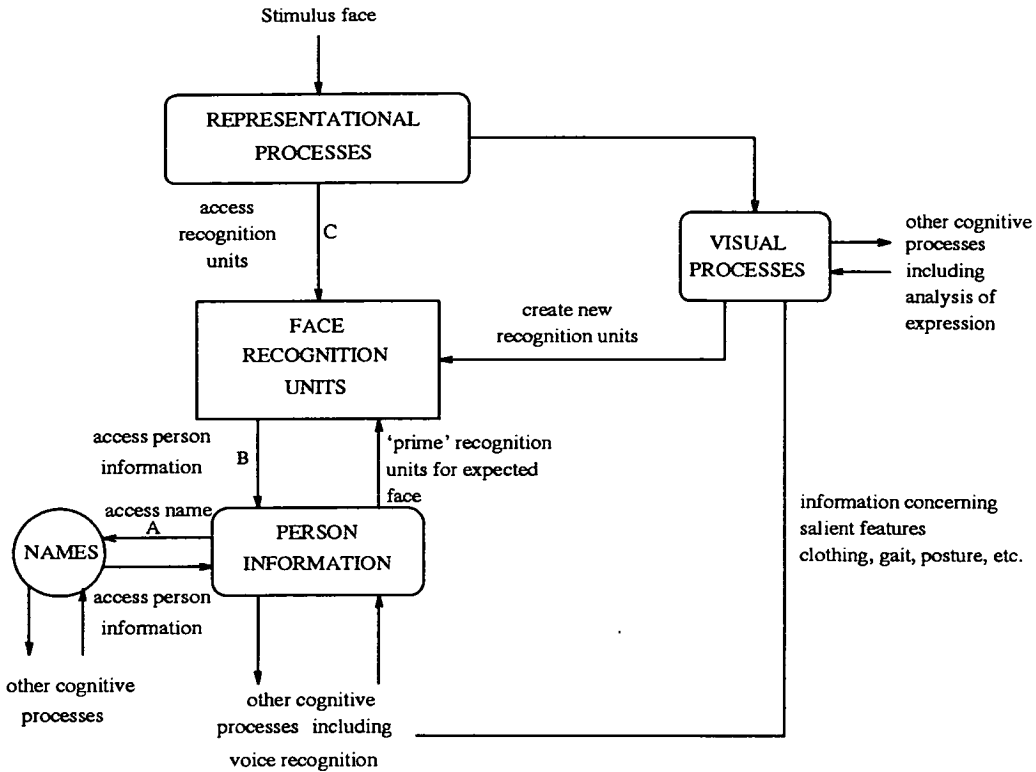 Stimulus face
REPRESENTATIONAL
PROCESSES
access
recognition
units
C
VISUAL
PROCESSES
other cognitive
processes
including
analysis of
expression
create new
recognition units
FACE
RECOGNITION
UNITS
access person
information
B
'prime' recognition
units for expected
face
access name
A
NAMES
PERSON
INFORMATION
access person
information
information concerning
salient features
clothing, gait, posture, etc.
other cognitive
processes
other cognitive
processes including
voice recognition